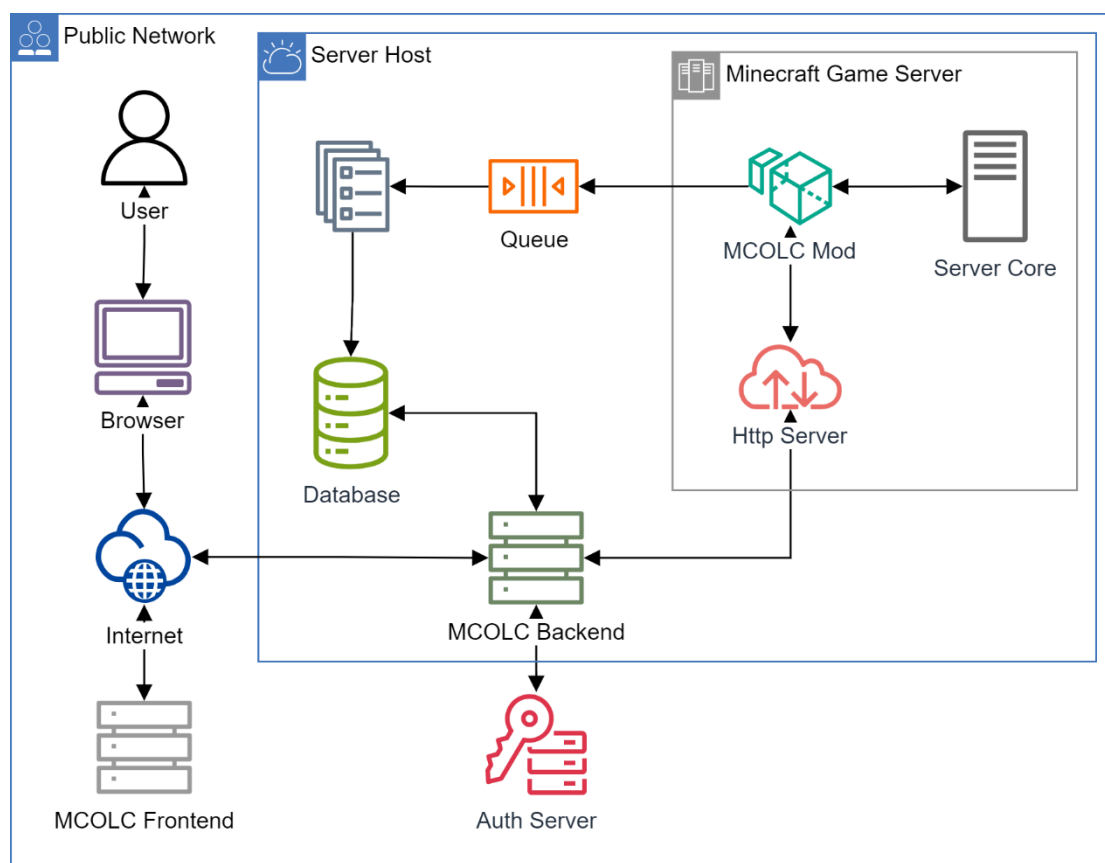 Public Network
Server Host
Minecraft Game Server
User
Queue
MCOLC Mod
Server Core
Browser
Http Server
Database
Internet
MCOLC Backend
MCOLC Frontend
Auth Server